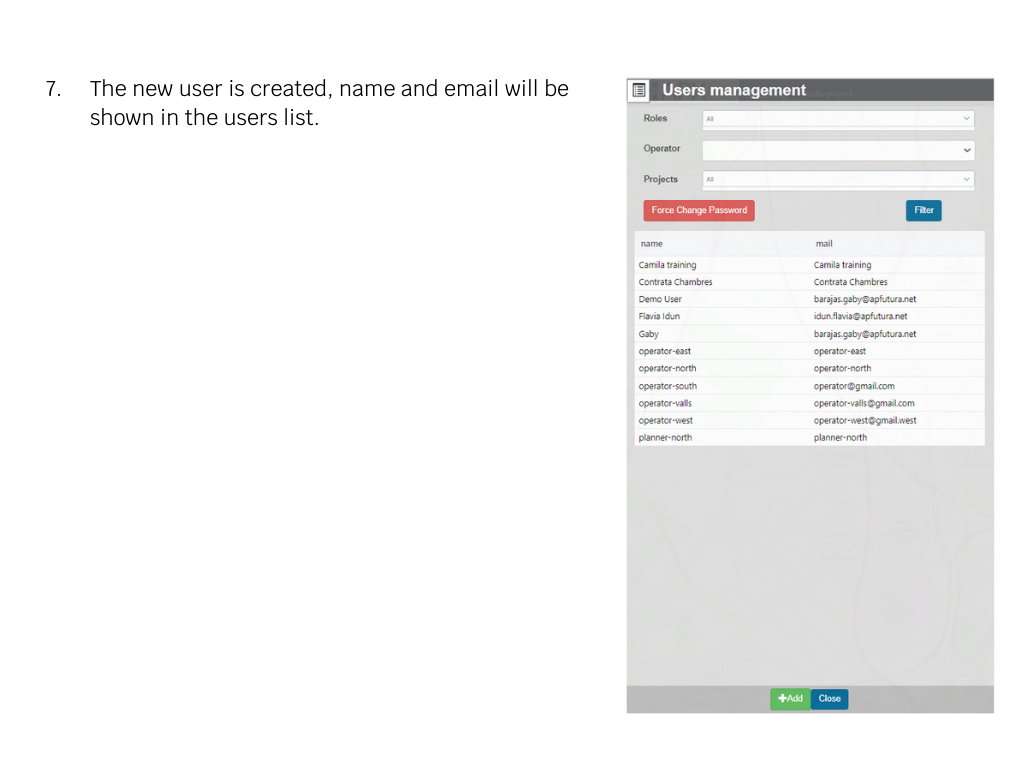 7. The new user is created, name and email will be
shown in the users list.
Users management
Roles All
Operator
Projects All
Force Change Password Filter
name mail
Camila training Camila training
Contrata Chambres Contrata Chambres
Demo User barajas.gaby@apfutura.net
Flavia Idun idun.flavia@apfutura.net
Gaby barajas.gaby@apfutura.net
operator-east operator-east
operator-north operator-north
operator-south operator@gmail.com
operator-valls operator-valls@gmail.com
operator-west operator-west@gmail.west
planner-north planner-north
+Add Close